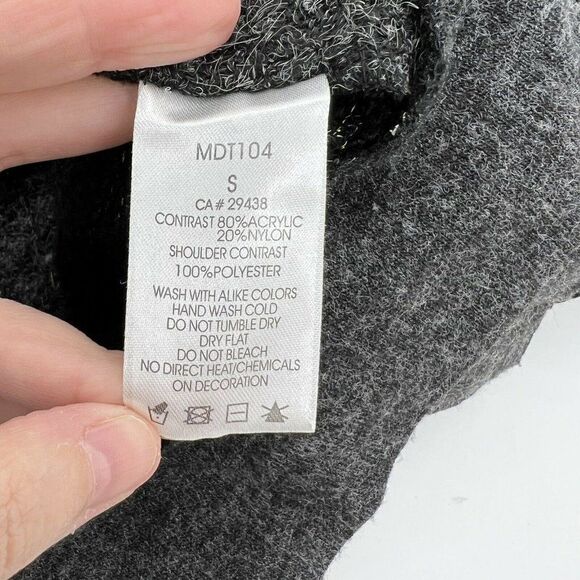 MDT104
S
CA# 29438
CONTRAST 80%ACRYLIC
20%NYLON
SHOULDER CONTRAST
100%POLYESTER
WASH WITH ALIKE COLORS
HAND WASH COLD
DO NOT TUMBLE DRY
DRY FLAT
DO NOT BLEACH
NO DIRECT HEAT/CHEMICALS
ON DECORATION